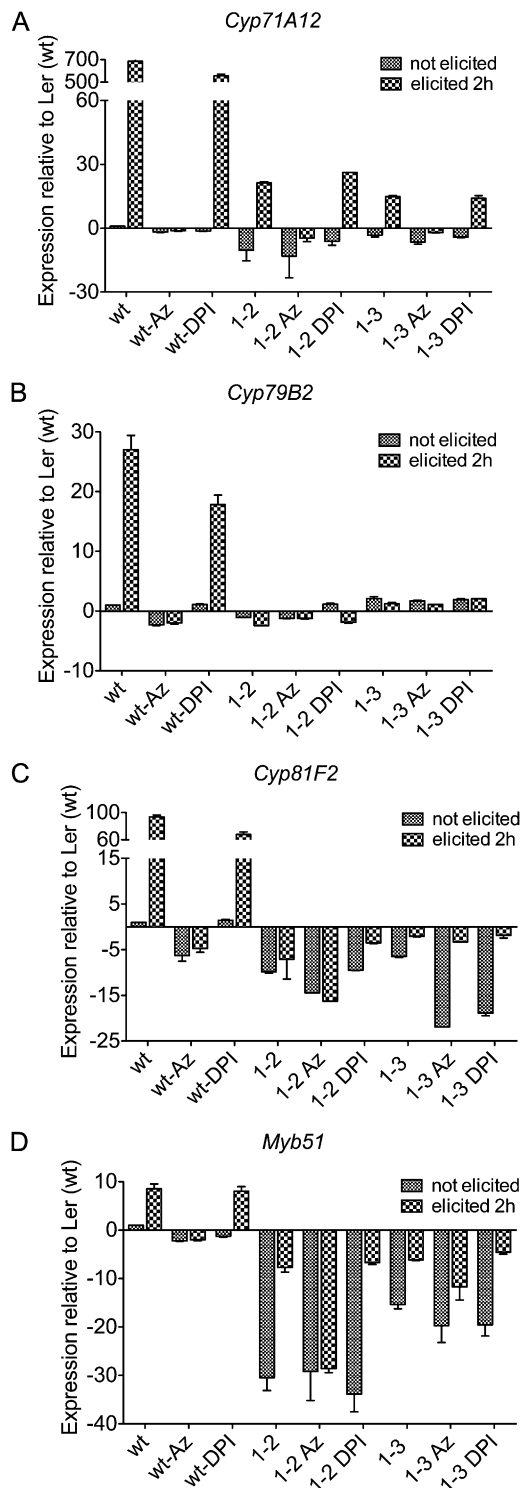 A
Cyp71A12
Expression relative to Ler (wt)
700
500
60
30
0
-30
not elicited
elicited 2h
wt
wt-Az
wt-DPI
1-2
1-2 Az
1-2 DPI
1-3
1-3 Az
1-3 DPI
B
Cyp79B2
Expression relative to Ler (wt)
30
20
10
0
-10
not elicited
elicited 2h
wt
wt-Az
wt-DPI
1-2
1-2 Az
1-2 DPI
1-3
1-3 Az
1-3 DPI
C
Cyp81F2
Expression relative to Ler (wt)
100
60
15
5
-5
-15
-25
not elicited
elicited 2h
wt
wt-Az
wt-DPI
1-2
1-2 Az
1-2 DPI
1-3
1-3 Az
1-3 DPI
D
Myb51
Expression relative to Ler (wt)
10
0
-10
-20
-30
-40
not elicited
elicited 2h
wt
wt-Az
wt-DPI
1-2
1-2 Az
1-2 DPI
1-3
1-3 Az
1-3 DPI